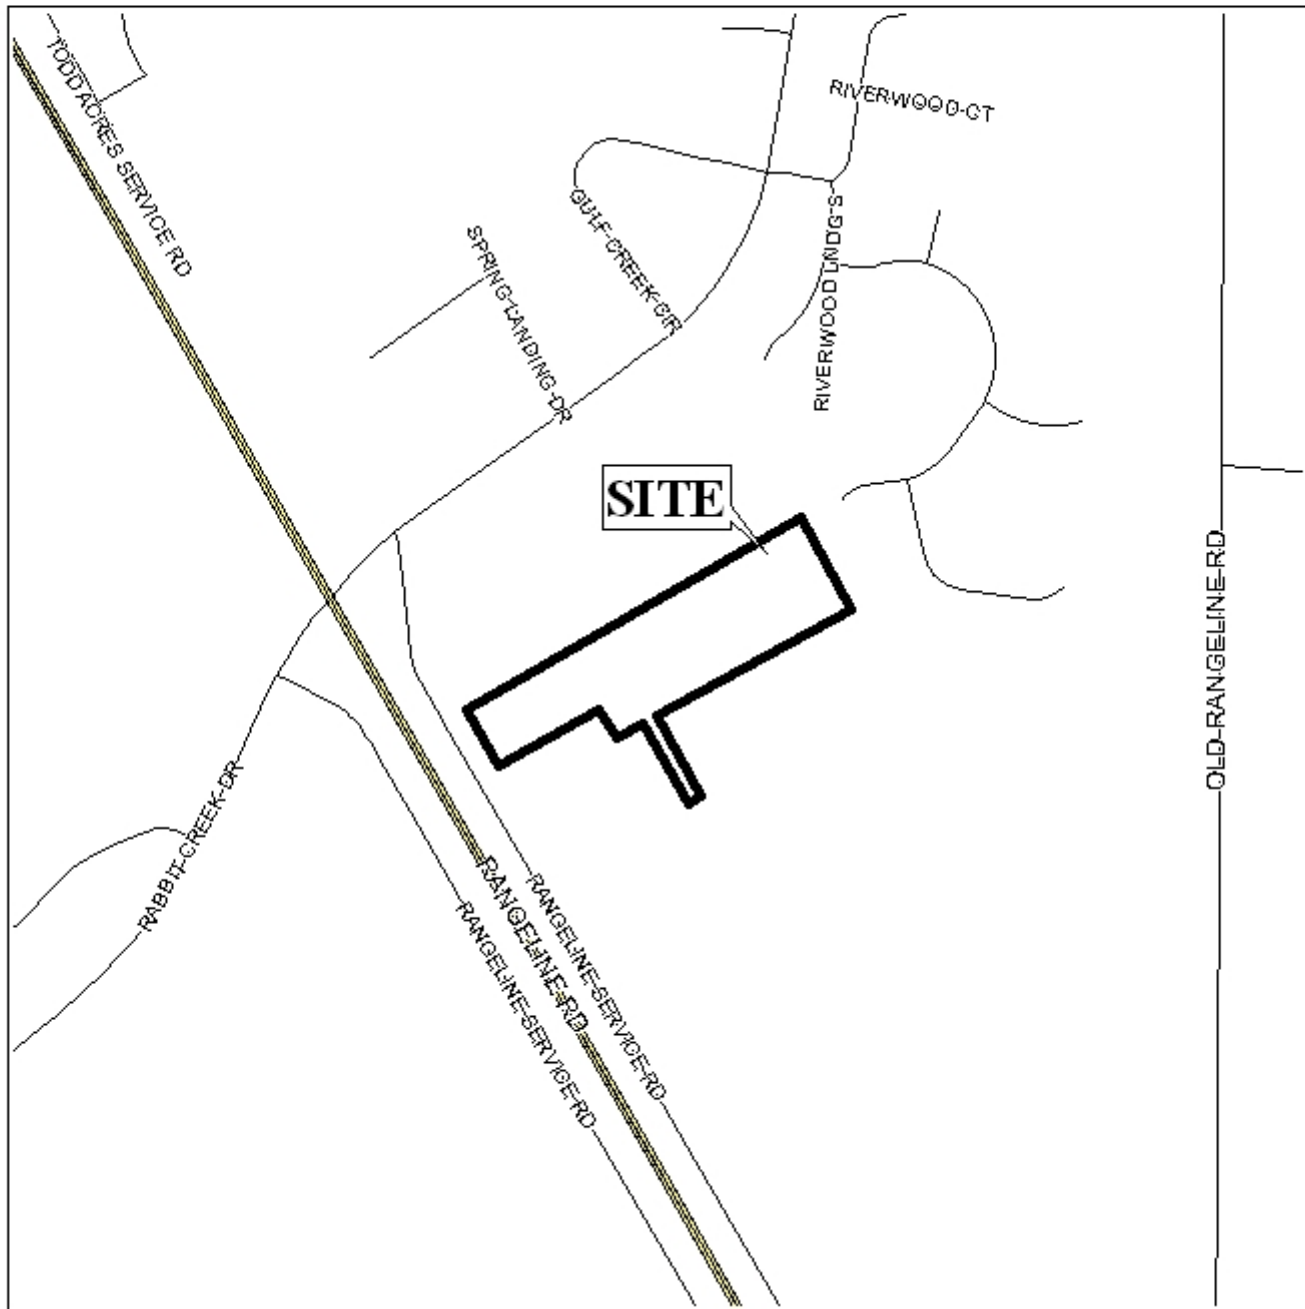 TODD ACRES SERVICE RD
RIVERWOOD CT
GULF CREEK CIR
RIVERWOOD LNDG S
SPRING LANDING DR
SITE
OLD RANGELINE RD
RABBIT CREEK DR
RANGELINE RD
RANGELINE SERVICE RD
RANGELINE SERVICE RD